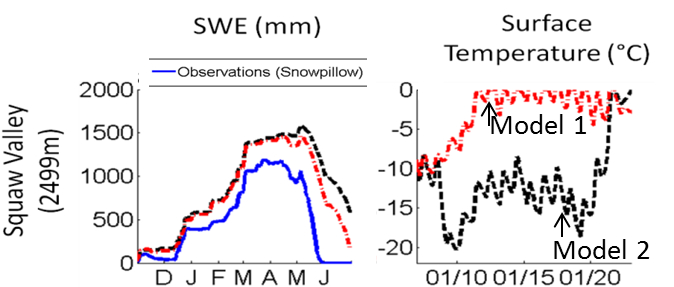 SWE (mm)
Surface
Temperature (°C)
Observations (Snowpillow)
Squaw Valley
(2499m)
2000
1500
1000
500
0
D J F M A M J
0
-5
-10
-15
-20
Model 1
Model 2
01/10 01/15 01/20